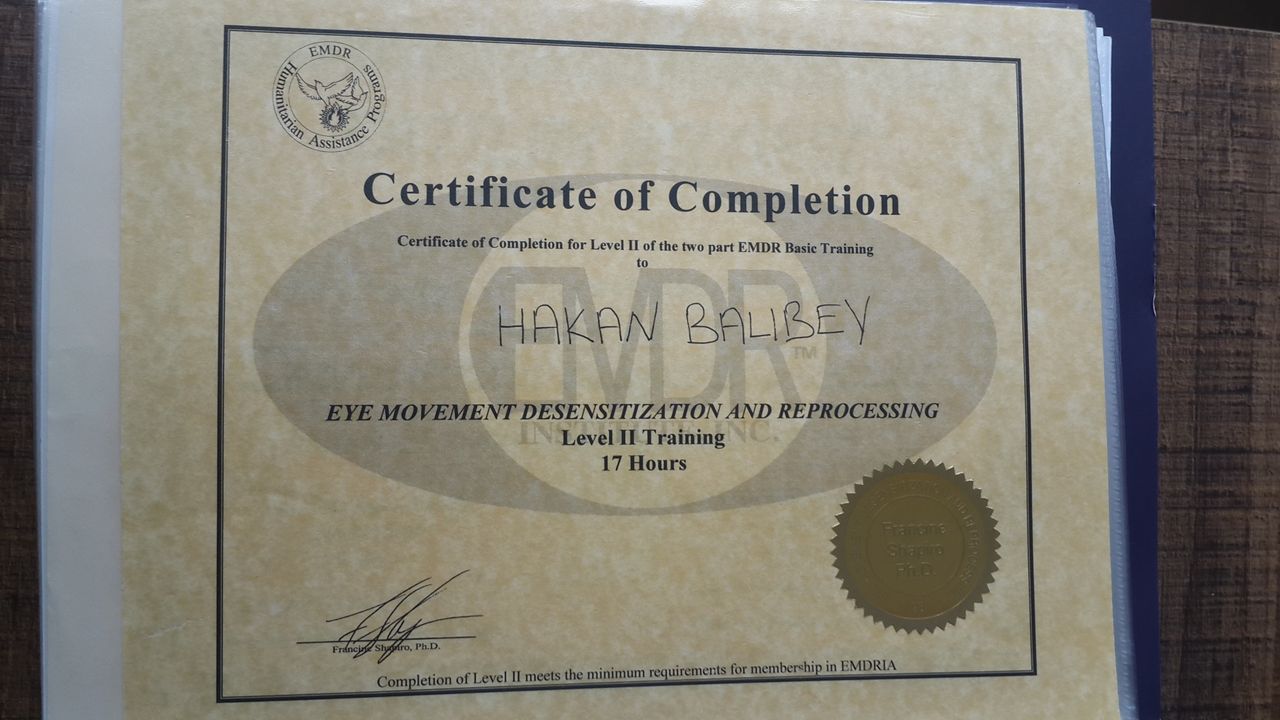 EMDR
Humanitarian Assistance Programs
Certificate of Completion
Certificate of Completion for Level II of the two part EMDR Basic Training
to
EMDR
TM
HAKAN BALIBEY
EYE MOVEMENT DESENSITIZATION AND REPROCESSING
INSTITUTE, INC.
Level II Training
17 Hours
Francine
Shapiro
Ph.D.
Francine Shapiro, Ph.D.
Completion of Level II meets the minimum requirements for membership in EMDRIA